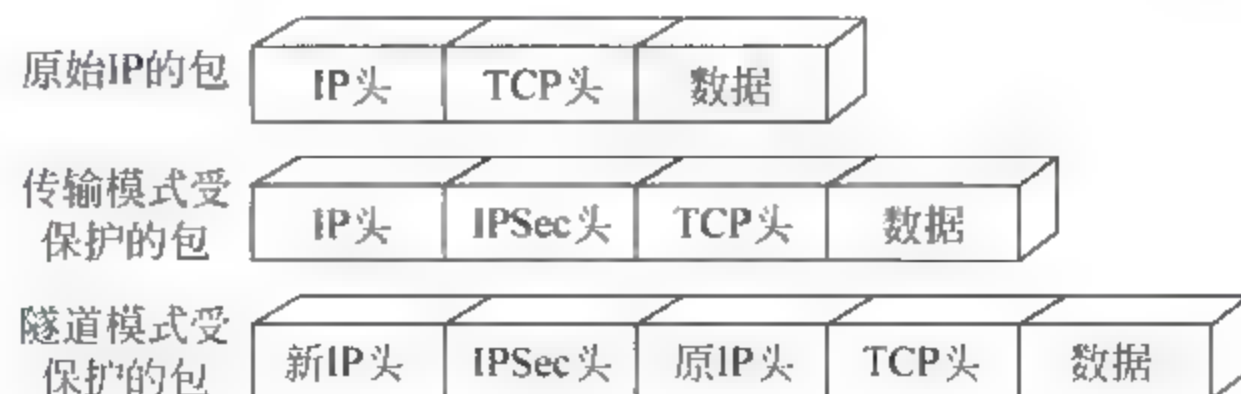 原始IP的包 IP头 TCP头 数据
传输模式受
保护的包 IP头 IPSec头 TCP头 数据
隧道模式受
保护的包 新IP头 IPSec头 原IP头 TCP头 数据